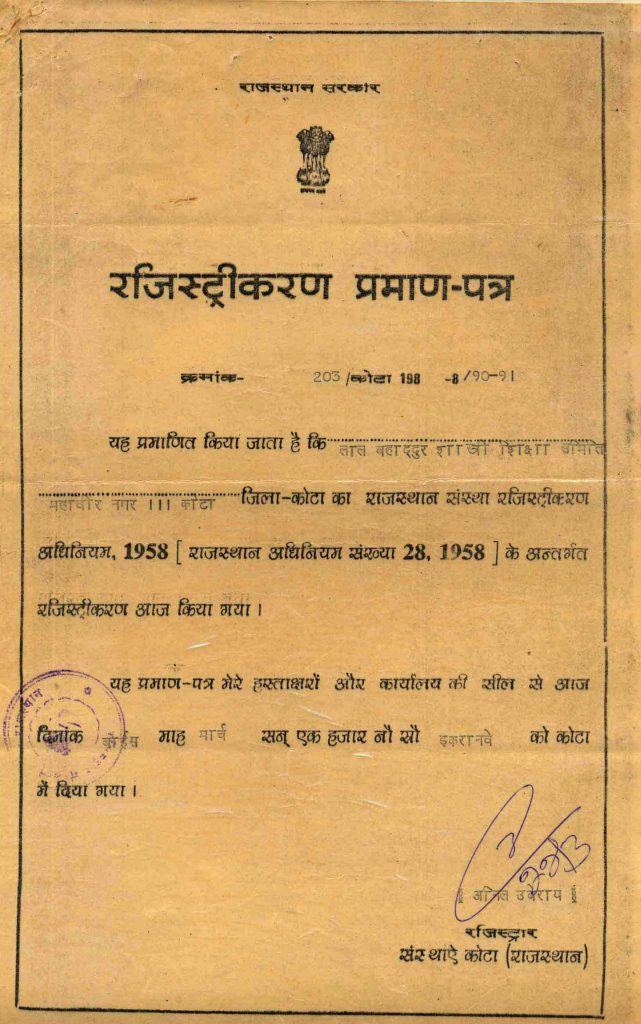 राजस्थान सरकार
रजिस्ट्रीकरण प्रमाण-पत्र
क्रमांक- 203/कोटा 198 -8/90-91
यह प्रमाणित किया जाता है कि लाल बहाद्दुर शास्त्री शिक्षा समिति
महावीर नगर III कोटा जिला-कोटा का राजस्थान संस्था रजिस्ट्रीकरण
अधिनियम, 1958 [ राजस्थान अधिनियम संख्या 28, 1958 ] के अन्तर्गत
रजिस्ट्रीकरण आज किया गया ।
यह प्रमाण-पत्र मेरे हस्ताक्षरों और कार्यालय की सील से आज
दिनाँक माह मार्च सन् एक हजार नौ सौ इकरानवे को कोटा
में दिया गया ।
रजिस्ट्रार
संस्थाऐं कोटा (राजस्थान)